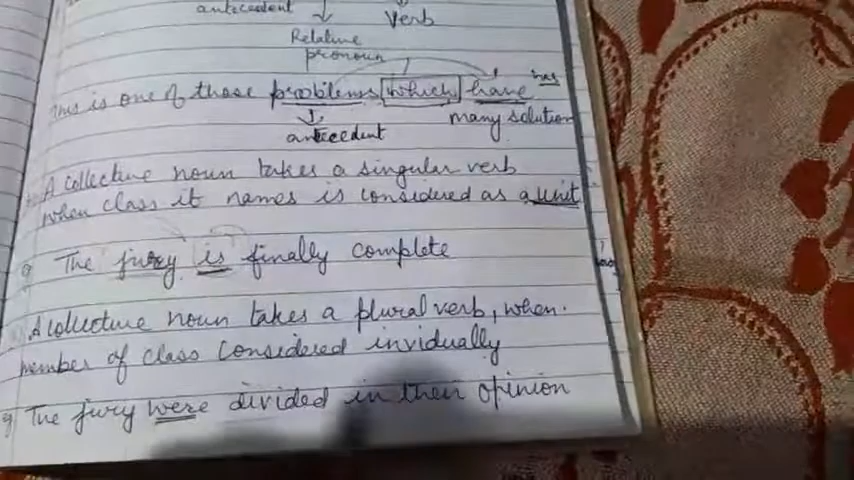 antecedent Verb
Relative
pronoun
has
This is one of those problems which have
antecedent many solution
A collective noun takes a singular verb
when class it names is considered as a unit
eg The jury is finally complete
A collective noun takes a plural verb, when
member of class considered invidually
eg The jury were divided in their opinion